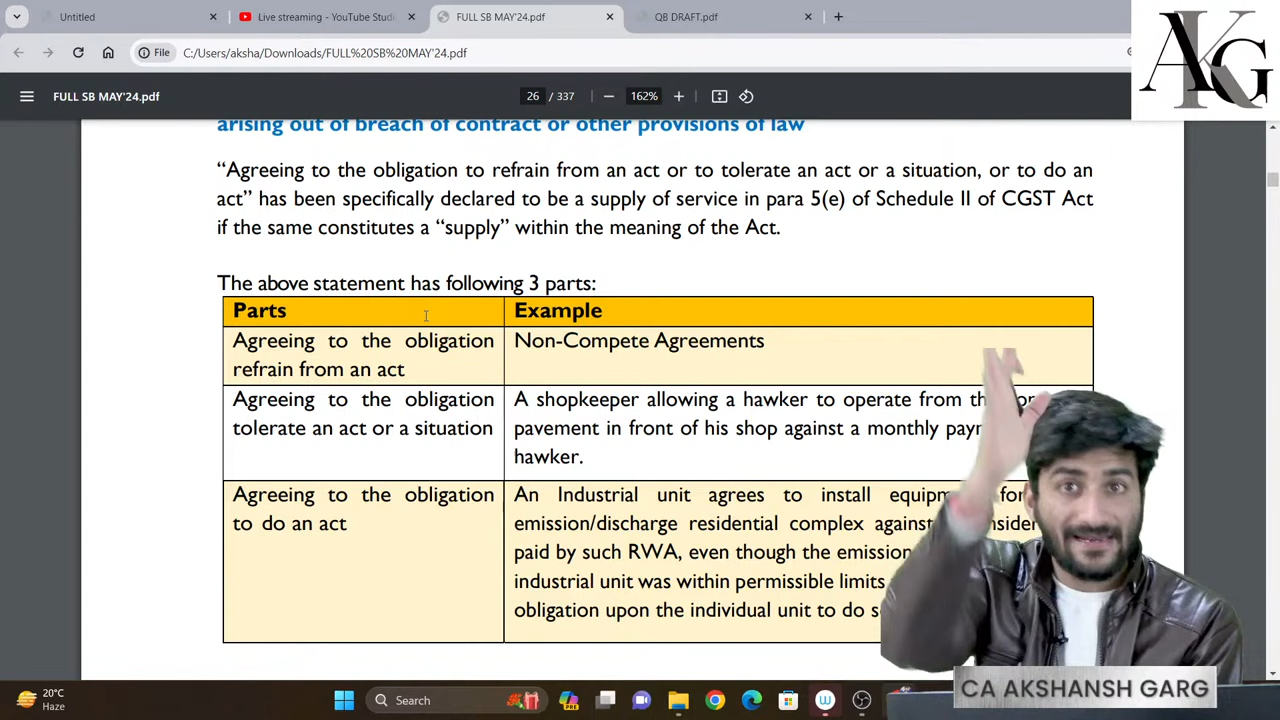 Untitled
Live streaming - YouTube Studi
FULL SB MAY'24.pdf
QB DRAFT.pdf
File
C:/Users/aksha/Downloads/FULL%20SB%20MAY'24.pdf
AKG
FULL SB MAY'24.pdf
26 / 337
162%
arising out of breach of contract or other provisions of law
“Agreeing to the obligation to refrain from an act or to tolerate an act or a situation, or to do an
act” has been specifically declared to be a supply of service in para 5(e) of Schedule II of CGST Act
if the same constitutes a “supply” within the meaning of the Act.
The above statement has following 3 parts:
Parts
Example
Agreeing to the obligation
refrain from an act
Non-Compete Agreements
Agreeing to the obligation
tolerate an act or a situation
A shopkeeper allowing a hawker to operate from the
pavement in front of his shop against a monthly
hawker.
Agreeing to the obligation
to do an act
An Industrial unit agrees to install
emission/discharge residential complex against
paid by such RWA, even though the emission
industrial unit was within permissible limits
obligation upon the individual unit to do
CA AKSHANSH GARG
20°C
Haze
Search